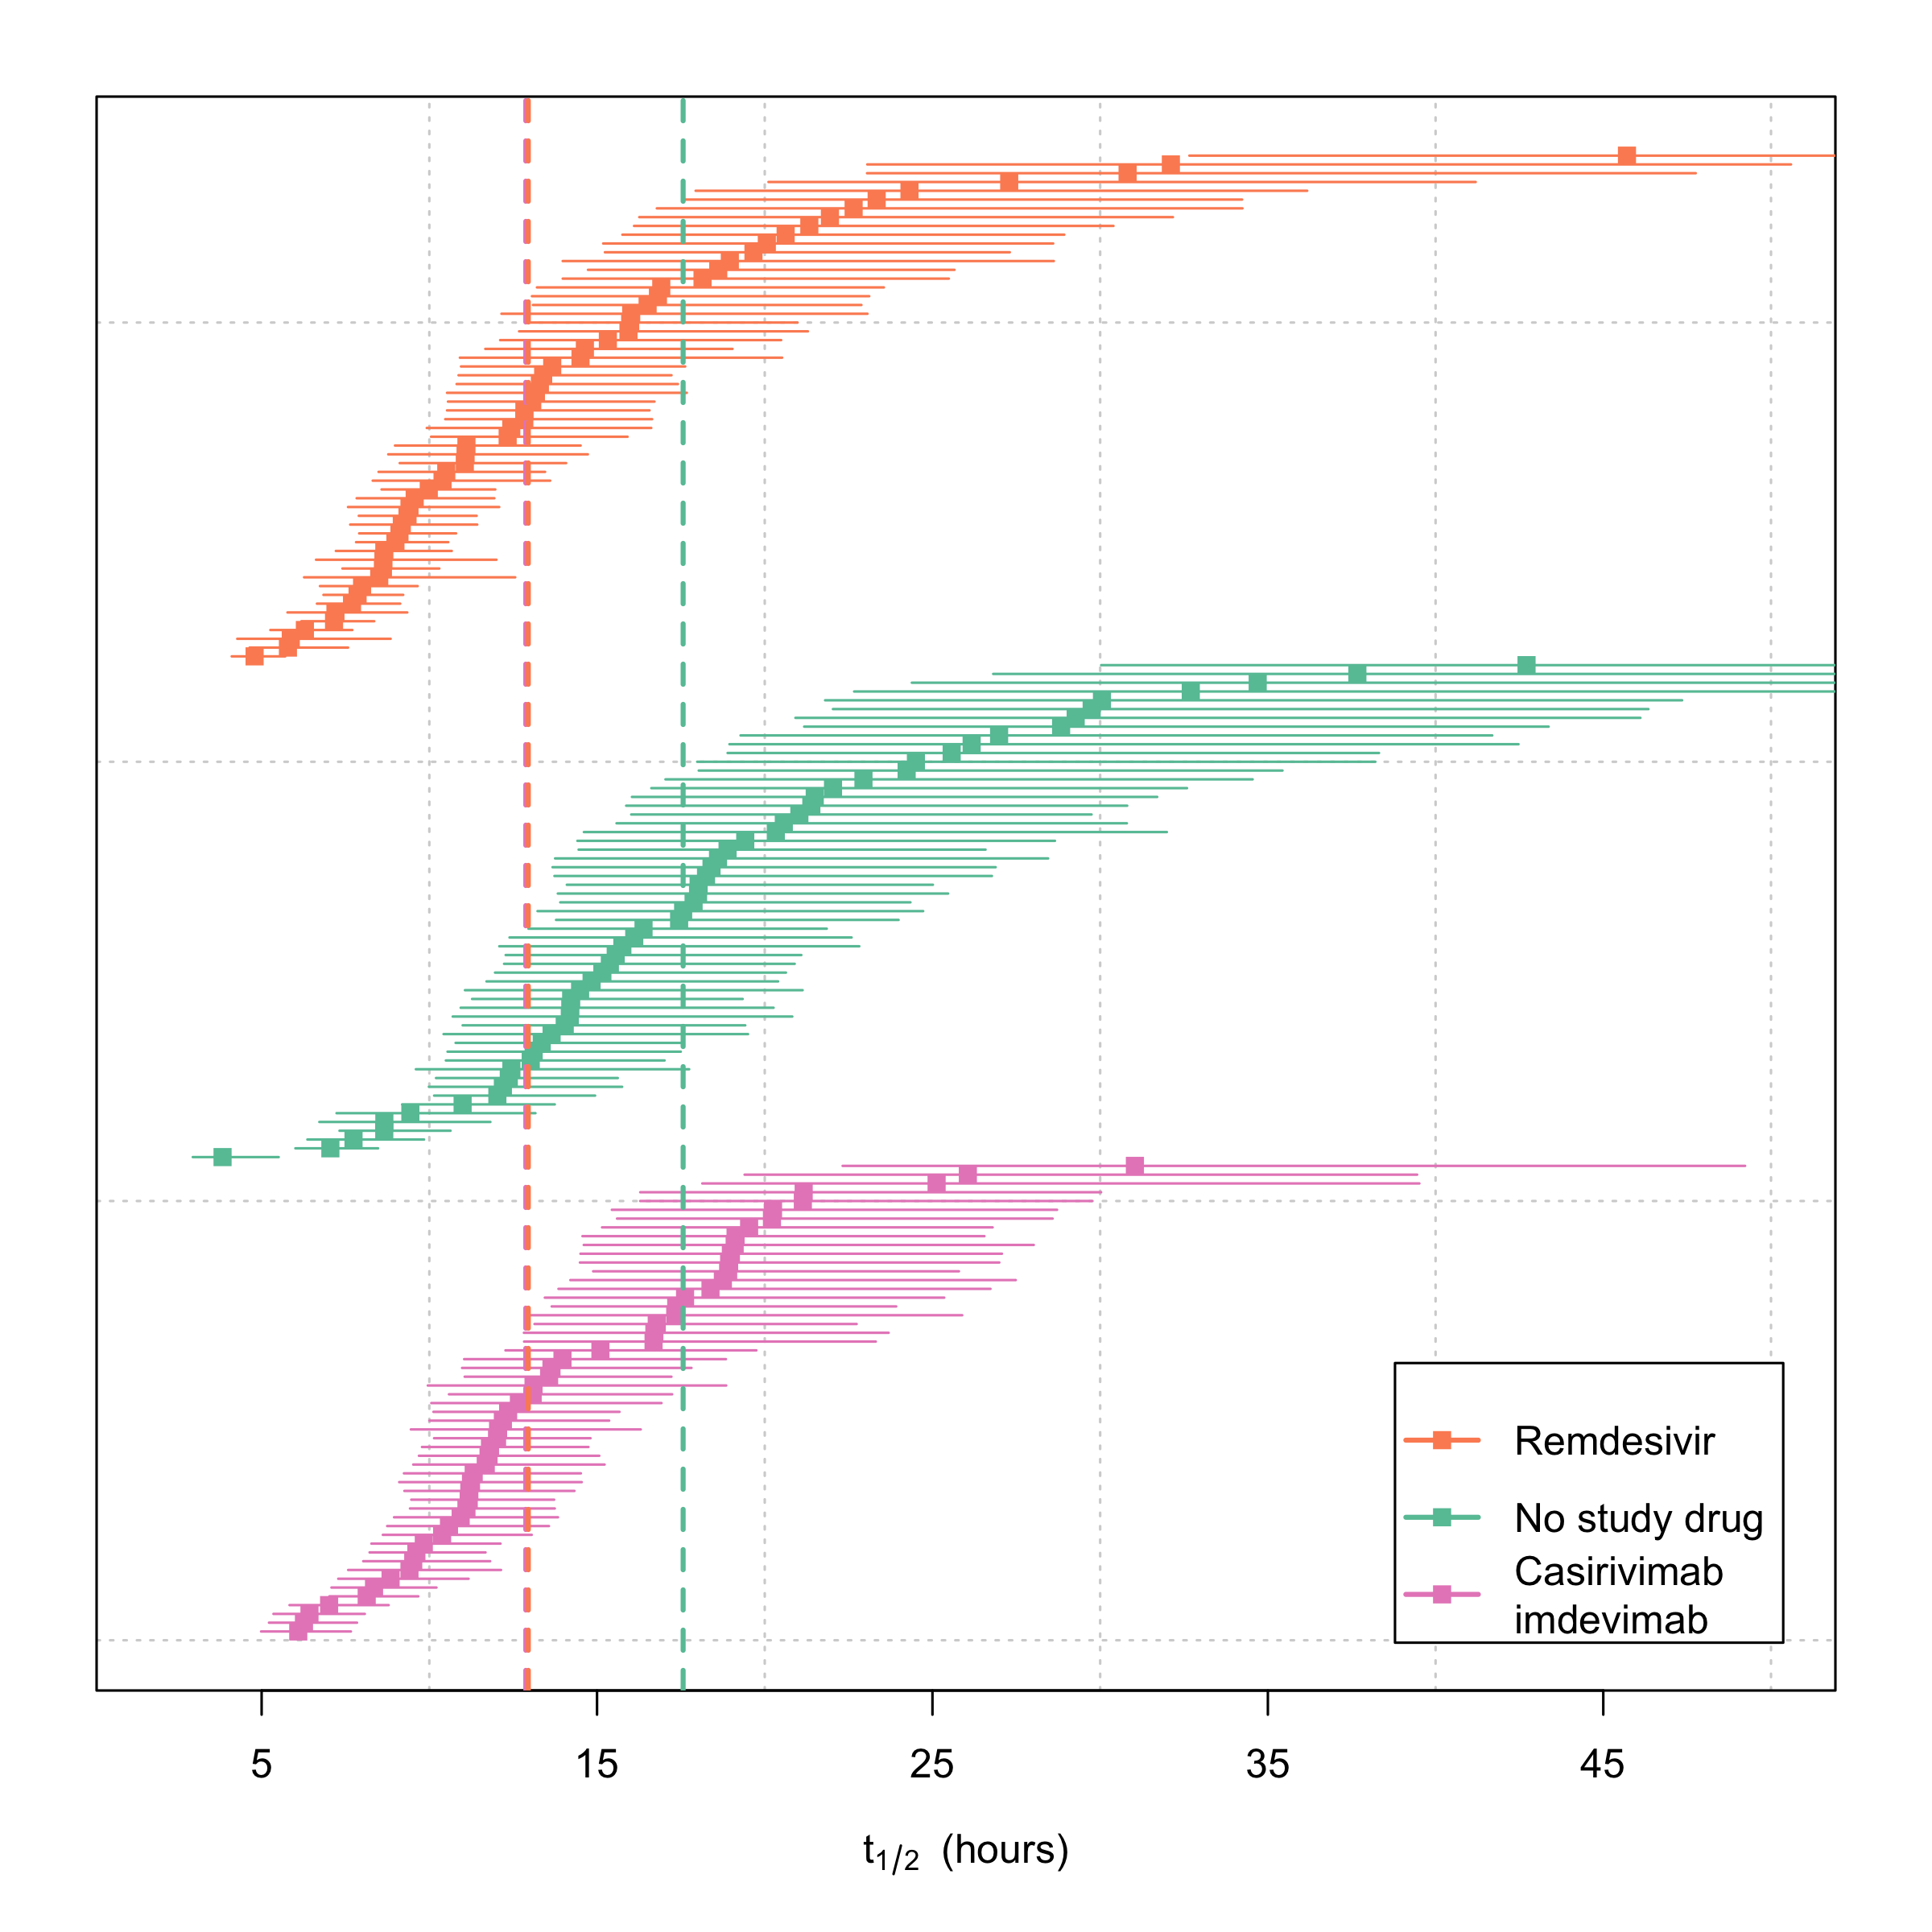 Remdesivir
No study drug
Casirivimab
imdevimab
5 15 25 35 45
t1/2 (hours)